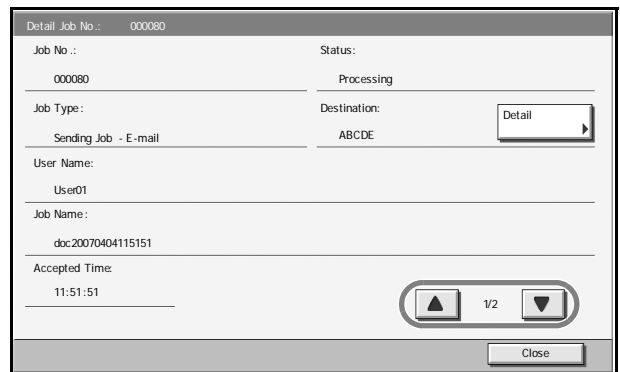 Detail Job No.: 000080
Job No .: Status:
000080 Processing
Job Type: Destination: Detail
Sending Job - E-mail ABCDE
User Name:
User01
Job Name:
doc20070404115151
Accepted Time:
11:51:51
1/2
Close